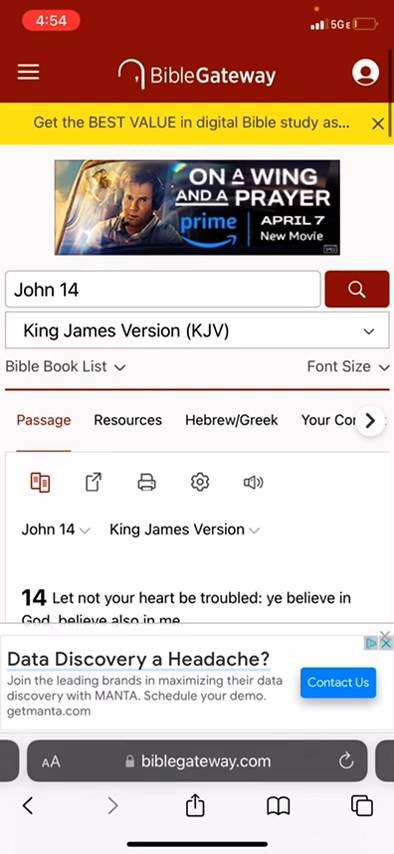 4:54
5GE
BibleGateway
Get the BEST VALUE in digital Bible study as...
ON A WING
AND A PRAYER
prime
APRIL 7
New Movie
John 14
King James Version (KJV)
Bible Book List
Font Size
Passage
Resources
Hebrew/Greek
Your Co
John 14
King James Version
14 Let not your heart be troubled: ye believe in
God, believe also in me.
Data Discovery a Headache?
Join the leading brands in maximizing their data
discovery with MANTA. Schedule your demo.
getmanta.com
Contact Us
AA
biblegateway.com